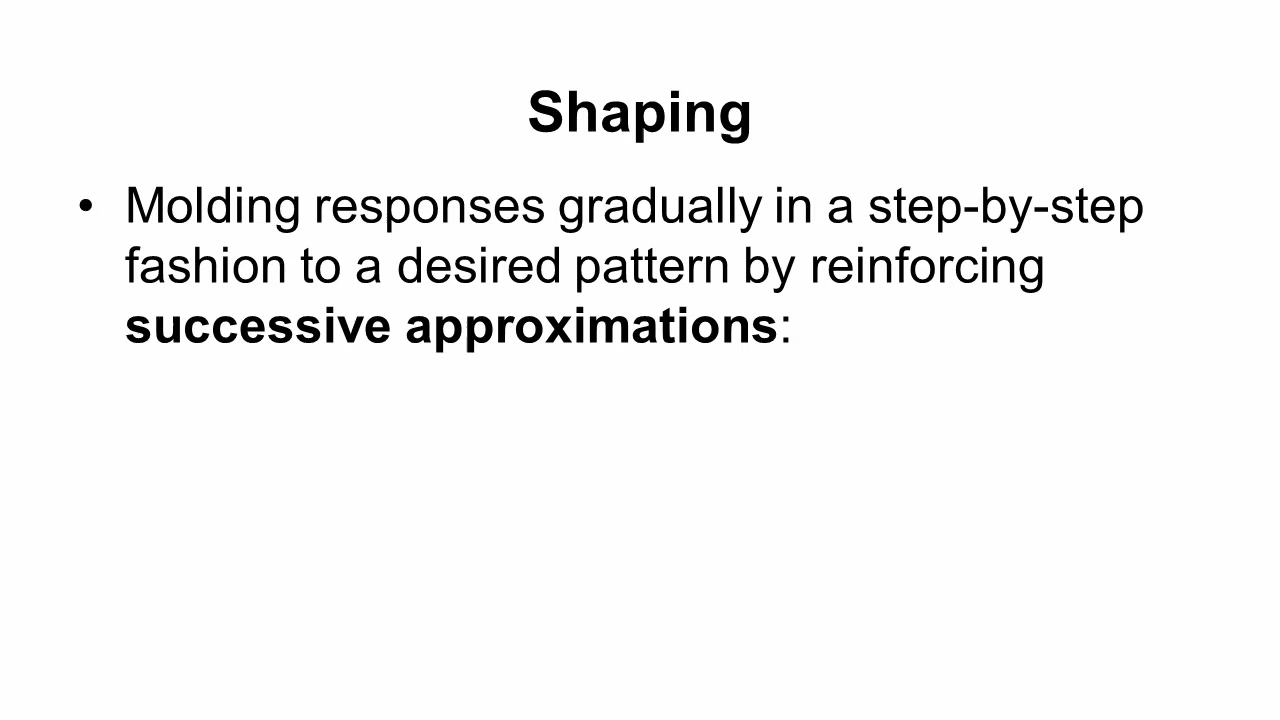 Shaping
• Molding responses gradually in a step-by-step
fashion to a desired pattern by reinforcing
successive approximations: